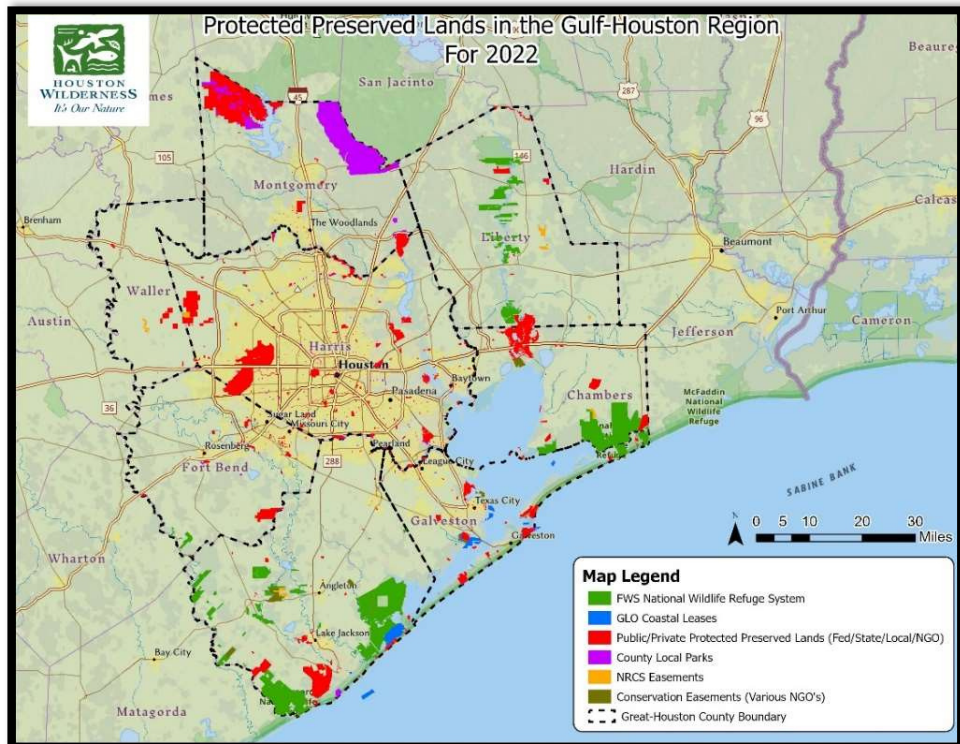 Protected Preserved Lands in the Gulf-Houston Region
For 2022
HOUSTON
WILDERNESS
It's Our Nature
San Jacinto
Beaureg
mes
45
287
96
105
146
Montgomery
Hardin
Calcas
Brenham
The Woodlands
Liberty
Beaumont
Waller
Austin
Port Arthur
Jefferson
Cameron
Harris
Houston
Pasadena
Baytown
Chambers
McFaddin
National
Wildlife
Refuge
36
Sugar Land
Missouri City
Rosenberg
Pearland
288
League City
Fort Bend
Texas City
SABINE BANK
Galveston
Galveston
Wharton
N
0 5 10 20 30
Miles
Angleton
Lake Jackson
Bay City
Matagorda
Map Legend
FWS National Wildlife Refuge System
GLO Coastal Leases
Public/Private Protected Preserved Lands (Fed/State/Local/NGO)
County Local Parks
NRCS Easements
Conservation Easements (Various NGO's)
Great-Houston County Boundary